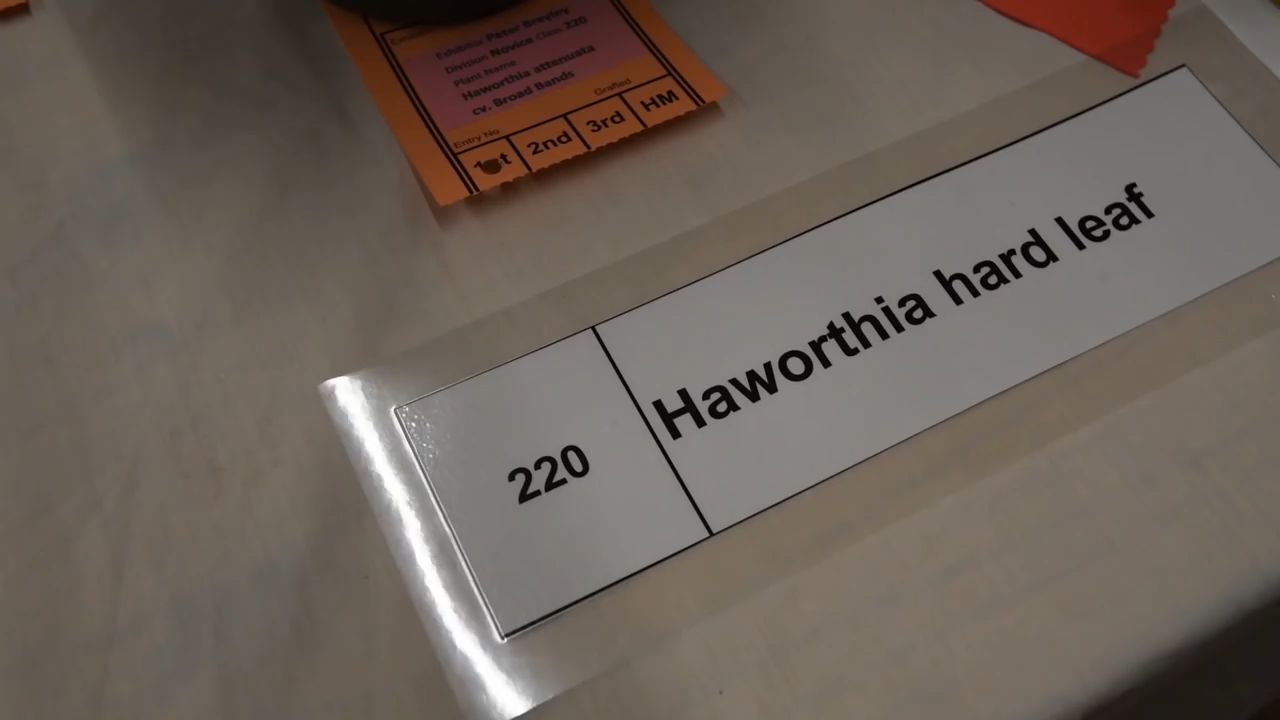 Exhibitor Peter Breyley
Division Novice Class 220
Plant Name
Haworthia attenuata
cv. Broad Bands
Grafted
Entry No
1st 2nd 3rd HM
220 Haworthia hard leaf